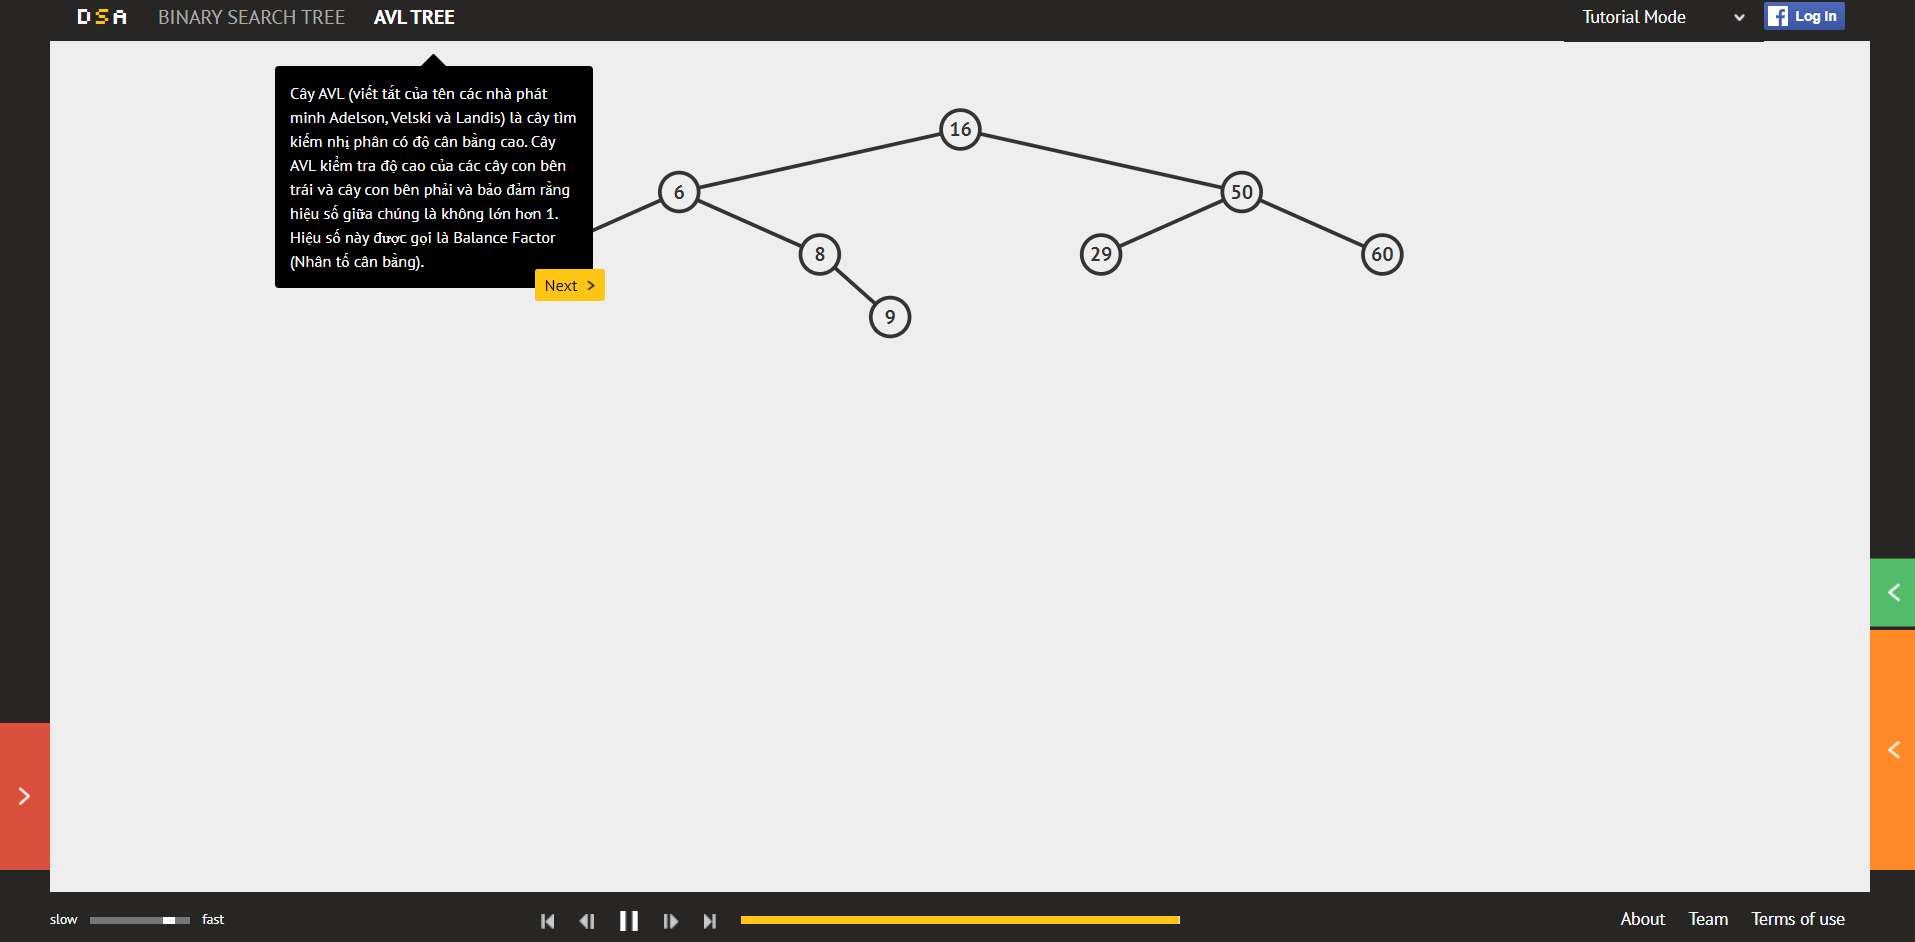 DSA BINARY SEARCH TREE AVL TREE Tutorial Mode Log In
Cây AVL (viết tắt của tên các nhà phát
minh Adelson, Velski và Landis) là cây tìm
kiếm nhị phân có độ cân bằng cao. Cây
AVL kiểm tra độ cao của các cây con bên
trái và cây con bên phải và bảo đảm rằng
hiệu số giữa chúng là không lớn hơn 1.
Hiệu số này được gọi là Balance Factor
(Nhân tố cân bằng).
Next
16
6
50
8
29
60
9
slow fast About Team Terms of use